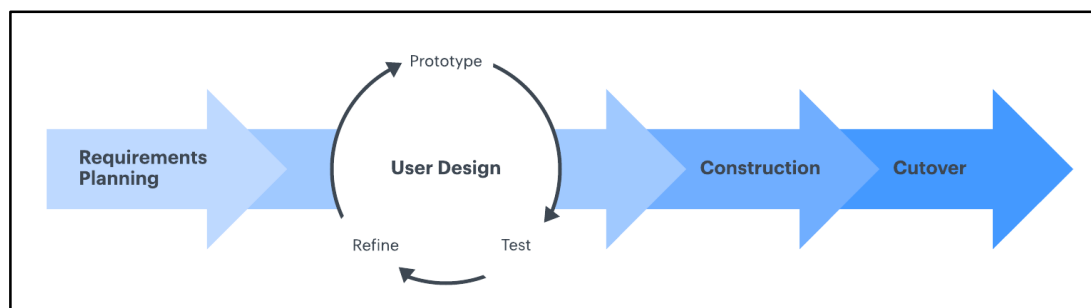 Prototype
Requirements
Planning
User Design
Construction
Cutover
Refine
Test